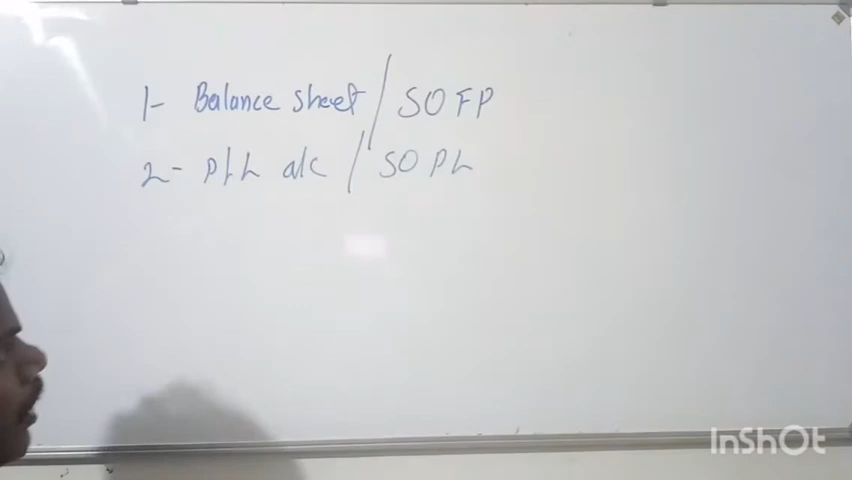 1- Balance sheet / SOFP
2- P/L a/c / SOPL
InShOt